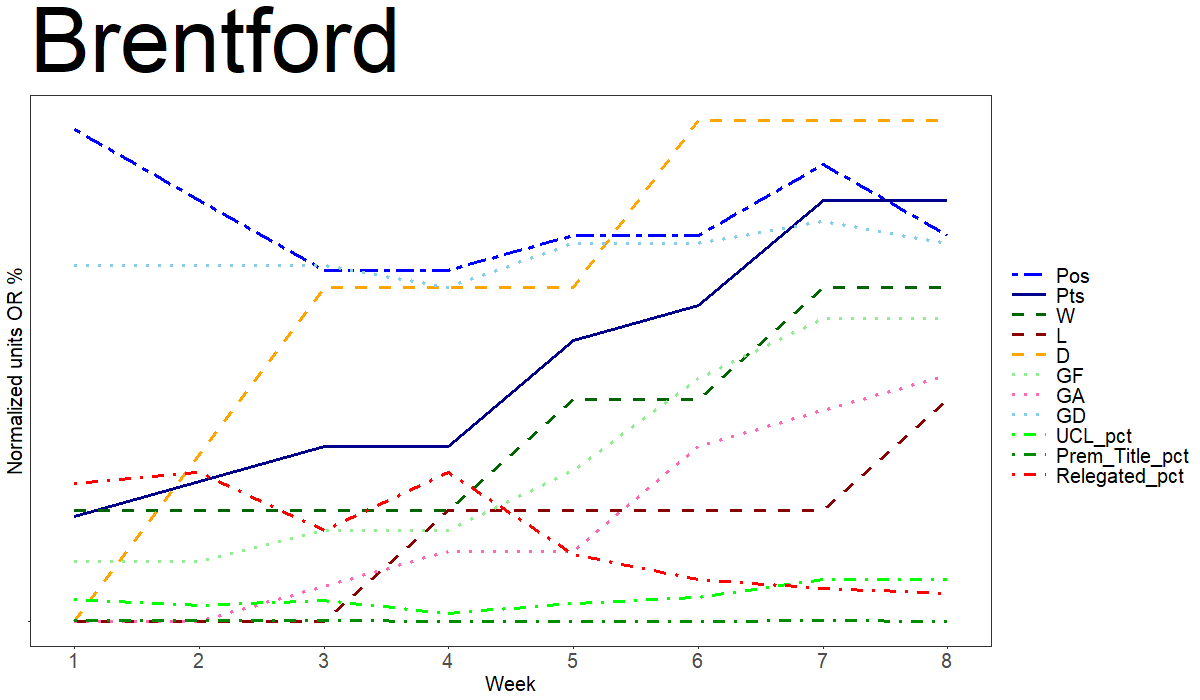 Brentford
Normalized units OR %
Pos
Pts
W
L
D
GF
GA
GD
UCL_pct
Prem_Title_pct
Relegated_pct
1 2 3 4 5 6 7 8
Week